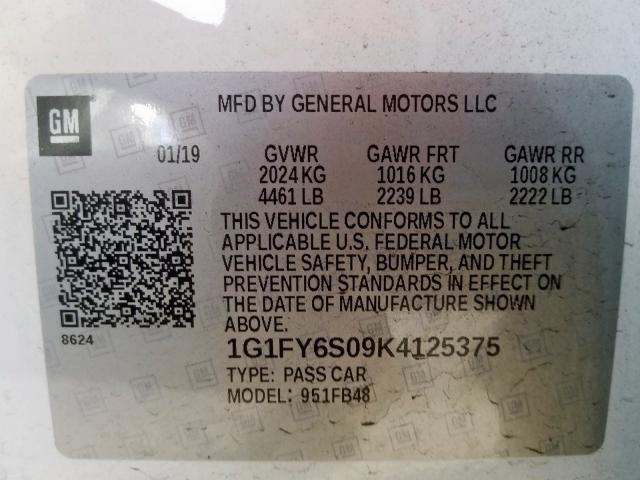 GM
MFD BY GENERAL MOTORS LLC
01/19 GVWR GAWR FRT GAWR RR
2024 KG 1016 KG 1008 KG
4461 LB 2239 LB 2222 LB
THIS VEHICLE CONFORMS TO ALL
APPLICABLE U.S. FEDERAL MOTOR
VEHICLE SAFETY, BUMPER, AND THEFT
PREVENTION STANDARDS IN EFFECT ON
THE DATE OF MANUFACTURE SHOWN
ABOVE.
8624
1G1FY6S09K4125375
TYPE: PASS CAR
MODEL: 951FB48